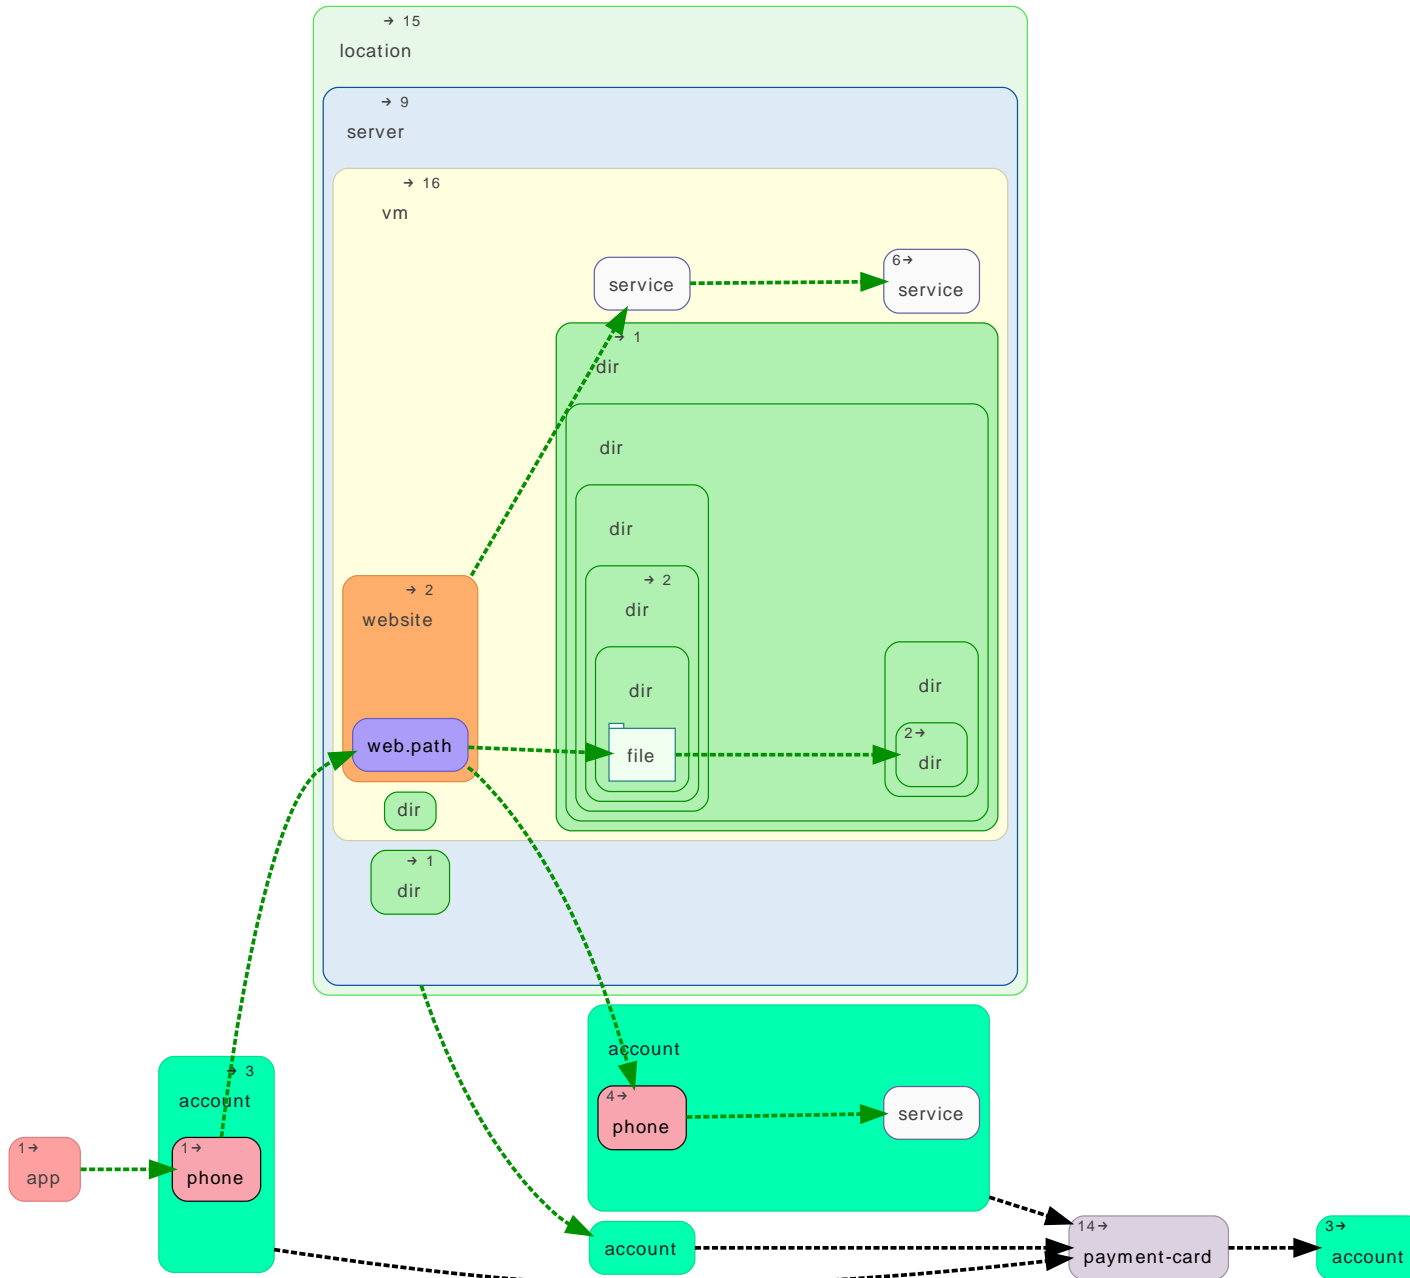 → 15
location
→ 9
server
→ 16
vm
service
6→
service
→ 1
dir
dir
dir
→ 2
dir
→ 2
website
dir
dir
web.path
file
2→
dir
dir
→ 1
dir
account
→ 3
account
4→
phone
service
1→
app
1→
phone
account
14→
payment-card
3→
account